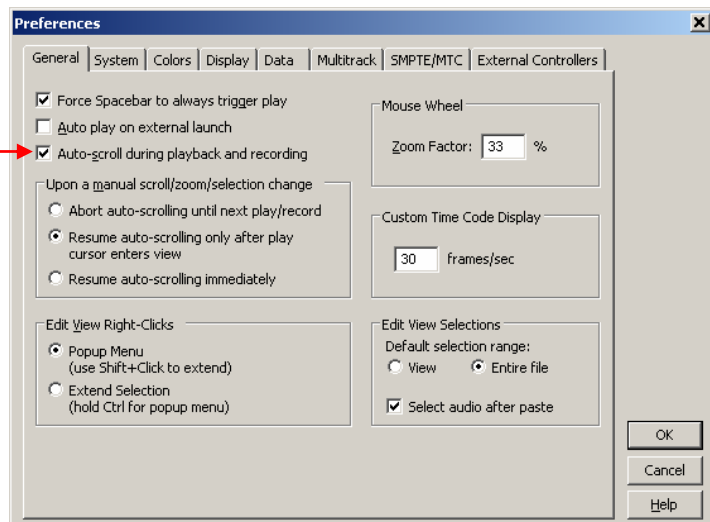 Preferences
General System Colors Display Data Multitrack SMPTE/MTC External Controllers
Force Spacebar to always trigger play
Auto play on external launch
Auto-scroll during playback and recording
Upon a manual scroll/zoom/selection change
Abort auto-scrolling until next play/record
Resume auto-scrolling only after play
cursor enters view
Resume auto-scrolling immediately
Edit View Right-Clicks
Popup Menu
(use Shift+Click to extend)
Extend Selection
(hold Ctrl for popup menu)
Mouse Wheel
Zoom Factor: 33 %
Custom Time Code Display
30 frames/sec
Edit View Selections
Default selection range:
View Entire file
Select audio after paste
OK
Cancel
Help